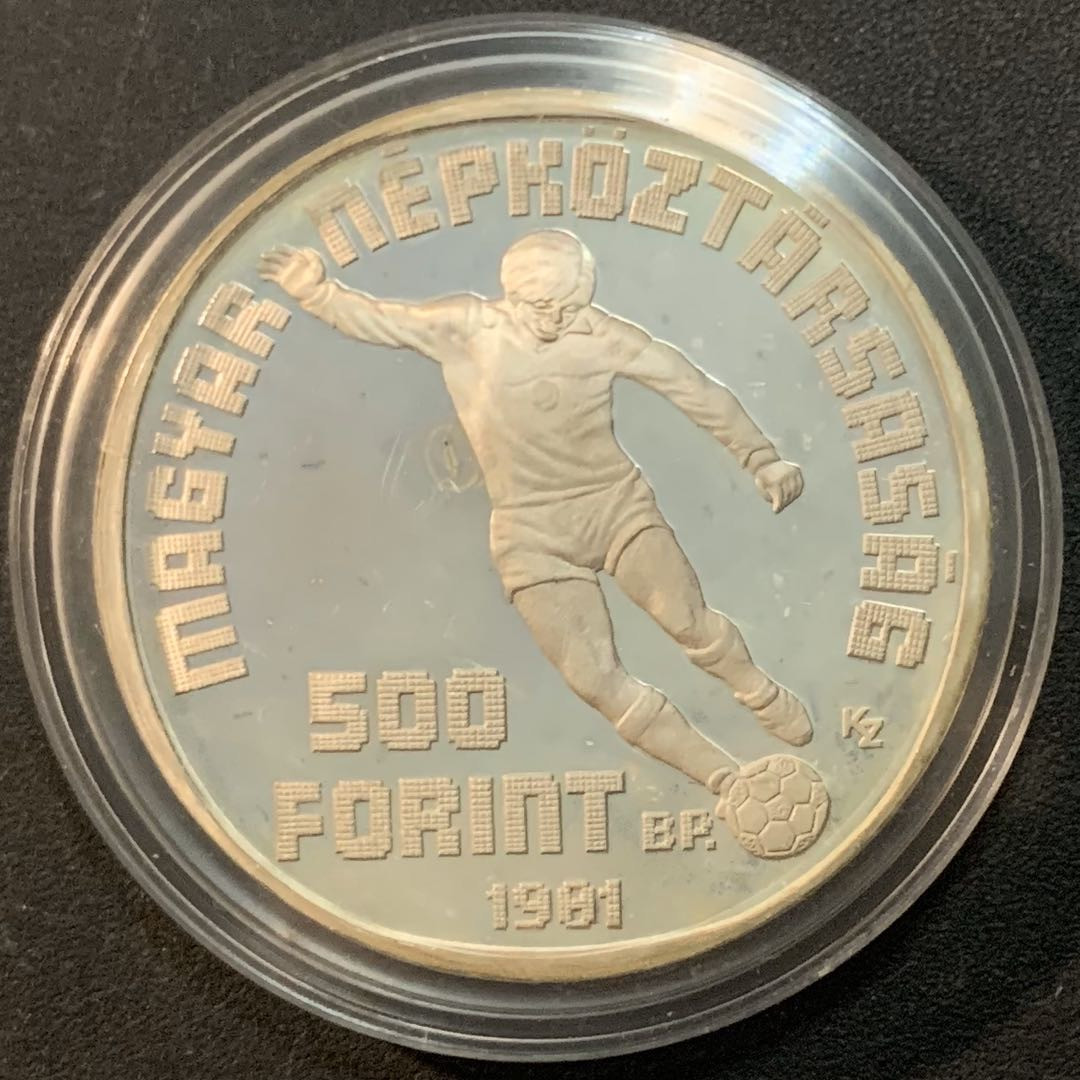 MAGYAR NÉPKÖZTÁRSASÁG
500
FORINT BP.
1981
KZ